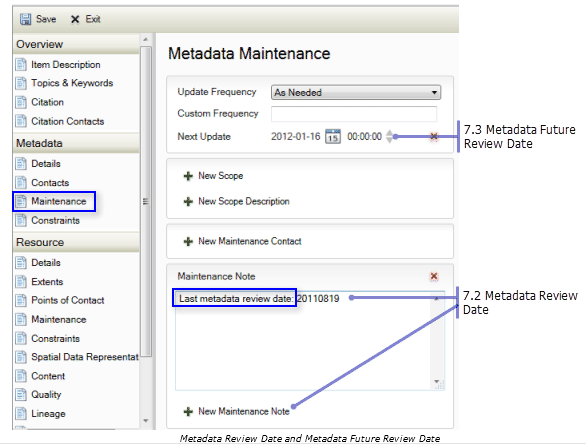 Save Exit
Overview
Item Description
Topics & Keywords
Citation
Citation Contacts
Metadata
Details
Contacts
Maintenance
Constraints
Resource
Details
Extents
Points of Contact
Maintenance
Constraints
Spatial Data Representat
Content
Quality
Lineage
Metadata Maintenance
Update Frequency As Needed
Custom Frequency
Next Update 2012-01-16 15 00:00:00
New Scope
New Scope Description
New Maintenance Contact
Maintenance Note
Last metadata review date: 20110819
New Maintenance Note
7.3 Metadata Future
Review Date
7.2 Metadata Review
Date
Metadata Review Date and Metadata Future Review Date